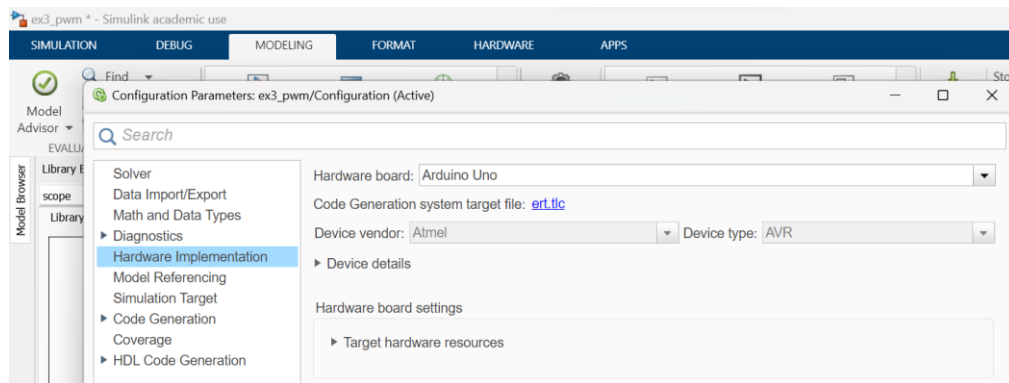 ex3_pwm * - Simulink academic use
SIMULATION DEBUG MODELING FORMAT HARDWARE APPS
Find
Model
Advisor
EVALU
Configuration Parameters: ex3_pwm/Configuration (Active)
Search
Model Browser
Library
scope
Library
Solver
Data Import/Export
Math and Data Types
Diagnostics
Hardware Implementation
Model Referencing
Simulation Target
Code Generation
Coverage
HDL Code Generation
Hardware board: Arduino Uno
Code Generation system target file: ert.tlc
Device vendor: Atmel Device type: AVR
Device details
Hardware board settings
Target hardware resources